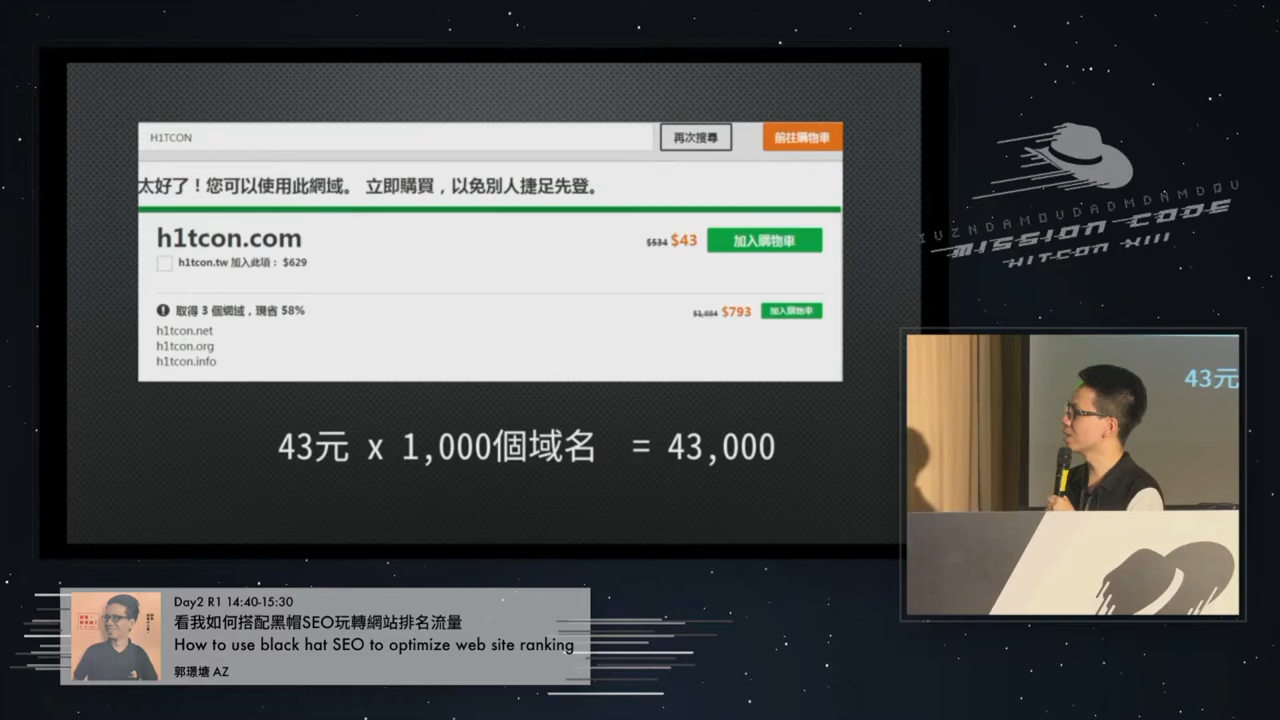 H1TCON
再次搜尋
前往購物車
太好了！您可以使用此網域。 立即購買，以免別人捷足先登。
h1tcon.com
$534 $43
加入購物車
h1tcon.tw 加入此項： $629
取得 3 個網域，現省 58%
$1,884 $793
加入購物車
h1tcon.net
h1tcon.org
h1tcon.info
43元 x 1,000個域名 = 43,000
MISSION CODE
HITCON XIII
43元
Day2 R1 14:40-15:30
看我如何搭配黑帽SEO玩轉網站排名流量
How to use black hat SEO to optimize web site ranking
郭璟塘 AZ